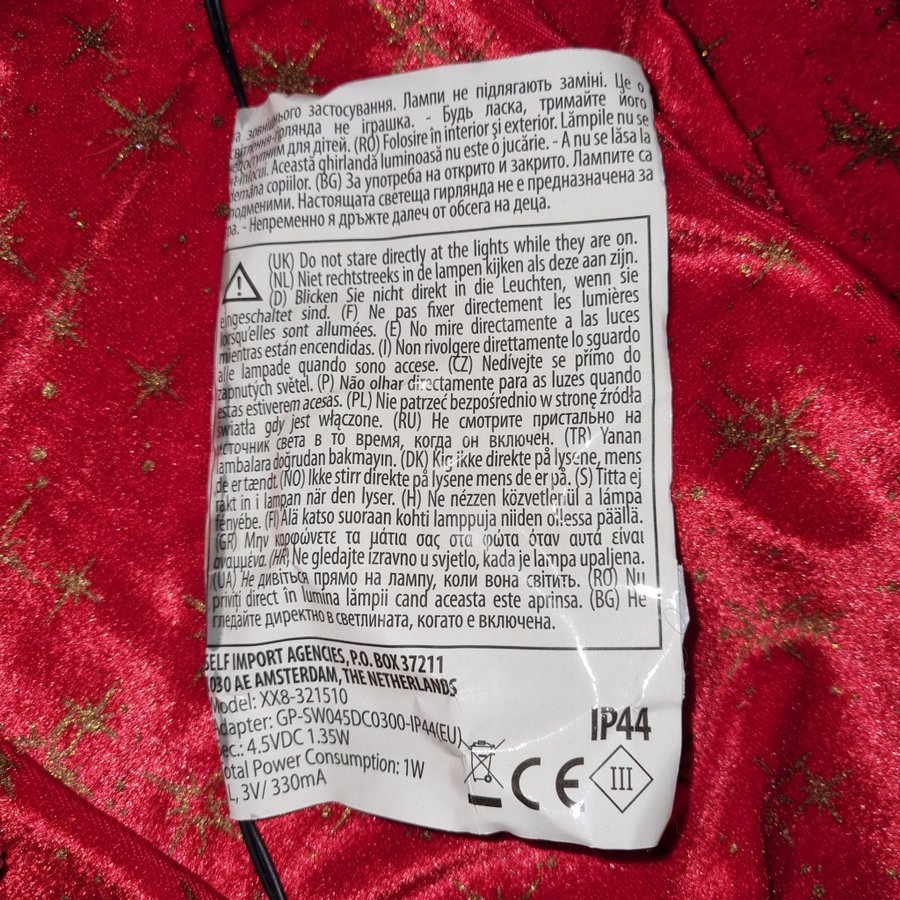 зовнішнього застосування. Лампи не підлягають заміні. Це о
світлення-гірлянда не іграшка. - Будь ласка, тримайте його
недоступним для дітей. (RO) Folosire în interior şi exterior. Lămpile nu se
înlocui. Această ghirlandă luminoasă nu este o jucărie. - A nu se lăsa la
îndemâna copiilor. (BG) За употреба на открито и закрито. Лампите са
подменими. Настоящата светеща гирлянда не е предназначена за
ра. - Непременно я дръжте далеч от обсега на деца.
(UK) Do not stare directly at the lights while they are on.
(NL) Niet rechtstreeks in de lampen kijken als deze aan zijn.
(D) Blicken Sie nicht direkt in die Leuchten, wenn sie
eingeschaltet sind. (F) Ne pas fixer directement les lumières
lorsqu'elles sont allumées. (E) No mire directamente a las luces
mientras están encendidas. (I) Non rivolgere direttamente lo sguardo
alle lampade quando sono accese. (CZ) Nedívejte se přímo do
zapnutých světel. (P) Não olhar directamente para as luzes quando
estas estiverem acesas. (PL) Nie patrzeć bezpośrednio w stronę źródła
światła gdy jest włączone. (RU) Не смотрите пристально на
источник света в то время, когда он включен. (TR) Yanan
lambalara doğrudan bakmayın. (DK) Kig ikke direkte på lysene, mens
de er tændt. (NO) Ikke stirr direkte på lysene mens de er på. (S) Titta ej
rakt in i lampan när den lyser. (H) Ne nézzen közvetlenül a lámpa
fényébe. (FI) Älä katso suoraan kohti lamppuja niiden ollessa päällä.
(GR) Μην καρφώνετε τα μάτια σας στα φώτα όταν αυτά είναι
αναμμένα. (HR) Ne gledajte izravno u svjetlo, kada je lampa upaljena.
(UA) Не дивіться прямо на лампу, коли вона світить. (RO) Nu
priviți direct în lumina lămpii cand aceasta este aprinsa. (BG) Не
гледайте директно в светлината, когато е включена.
SELF IMPORT AGENCIES, P.O. BOX 37211
1030 AE AMSTERDAM, THE NETHERLANDS
Model: XX8-321510
Adapter: GP-SW045DC0300-IP44(EU)
Sec.: 4.5VDC 1.35W
Total Power Consumption: 1W
L, 3V/ 330mA
IP44
CE
III